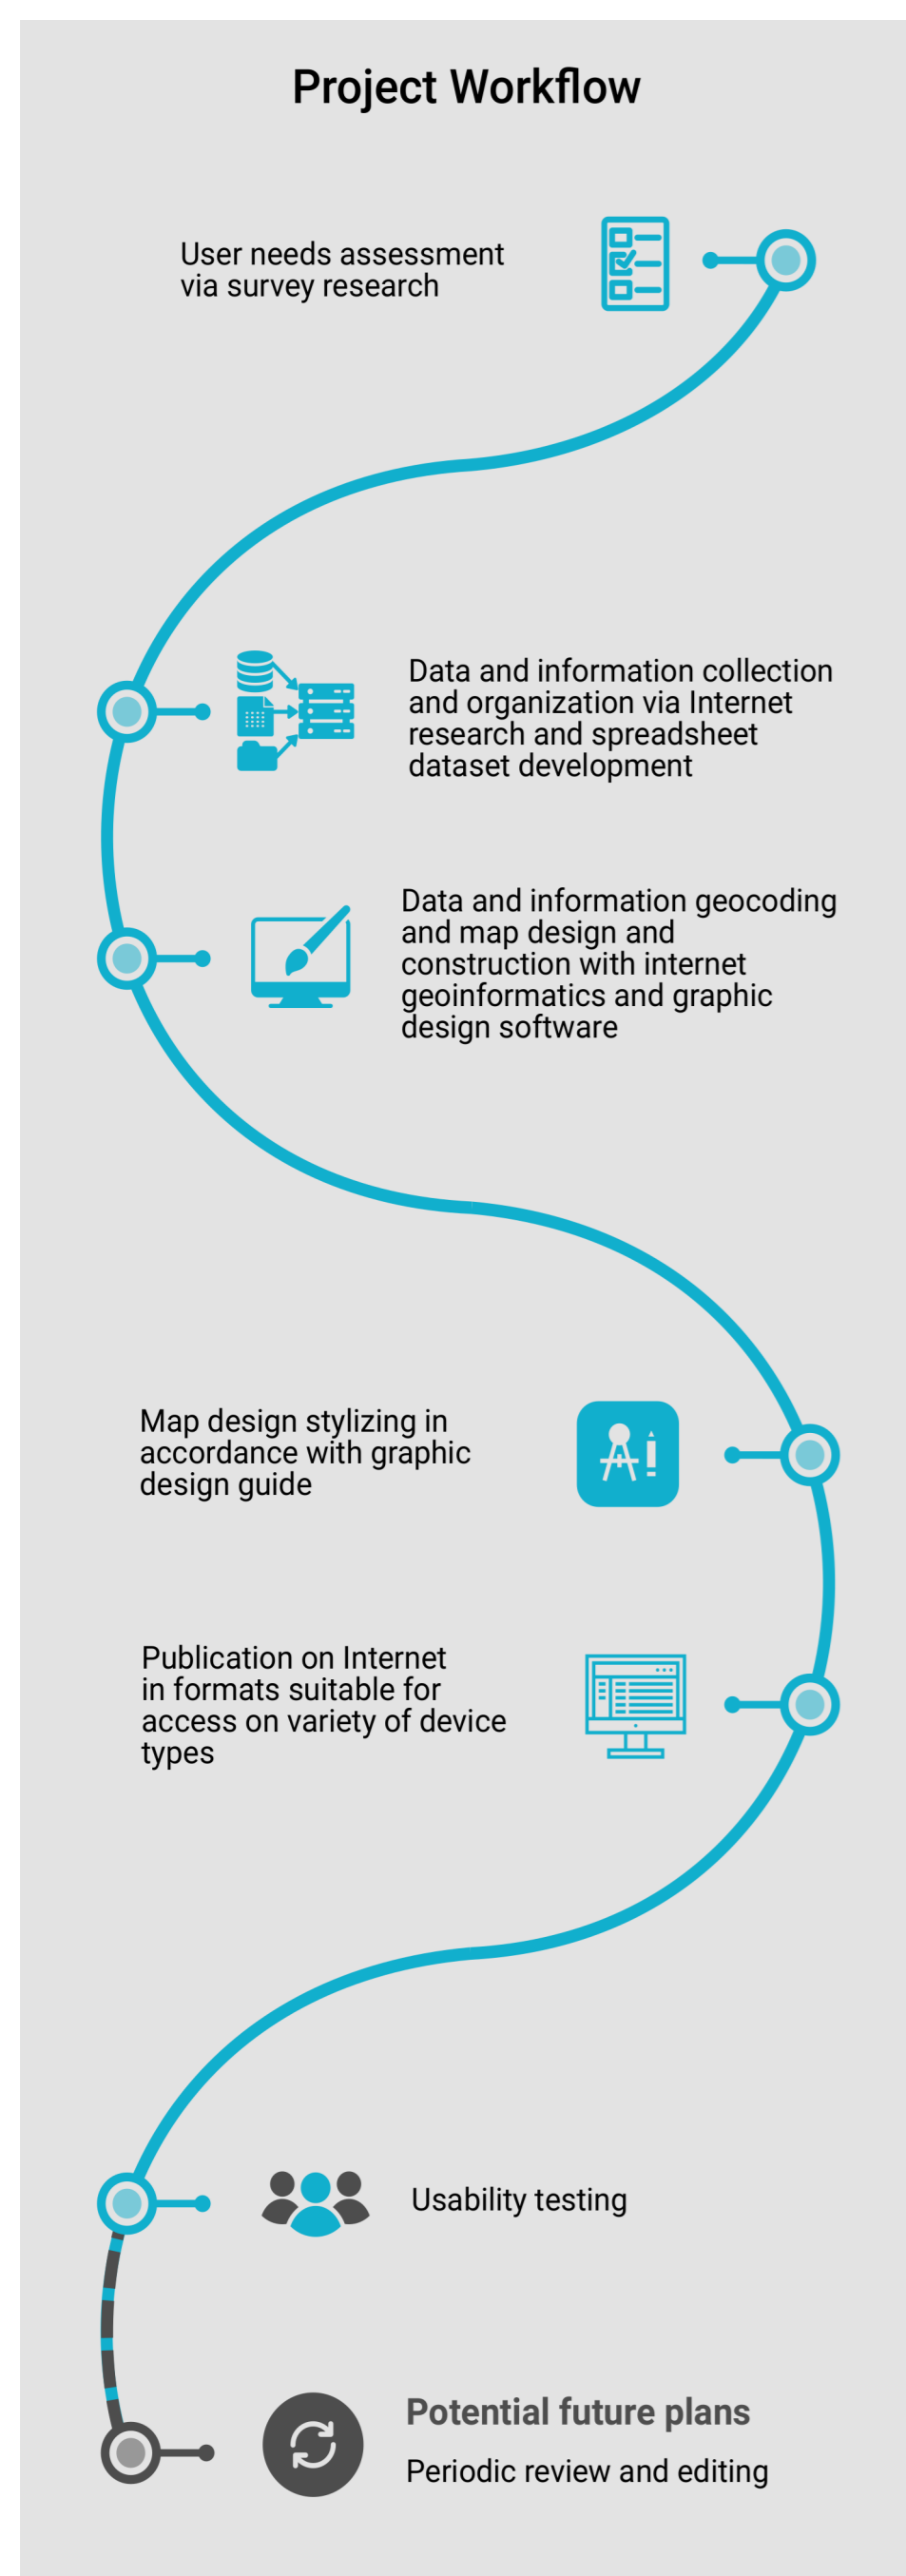 Project Workflow
User needs assessment
via survey research
Data and information collection
and organization via Internet
research and spreadsheet
dataset development
Data and information geocoding
and map design and
construction with internet
geoinformatics and graphic
design software
Map design stylizing in
accordance with graphic
design guide
Publication on Internet
in formats suitable for
access on variety of device
types
Usability testing
Potential future plans
Periodic review and editing